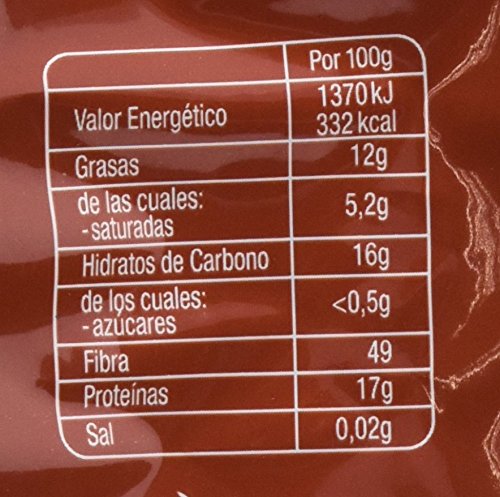 Por 100g
Valor Energético 1370 kJ
332 kcal
Grasas 12g
de las cuales:
-saturadas 5,2g
Hidratos de Carbono 16g
de los cuales:
-azúcares <0,5g
Fibra 49
Proteínas 17g
Sal 0,02g